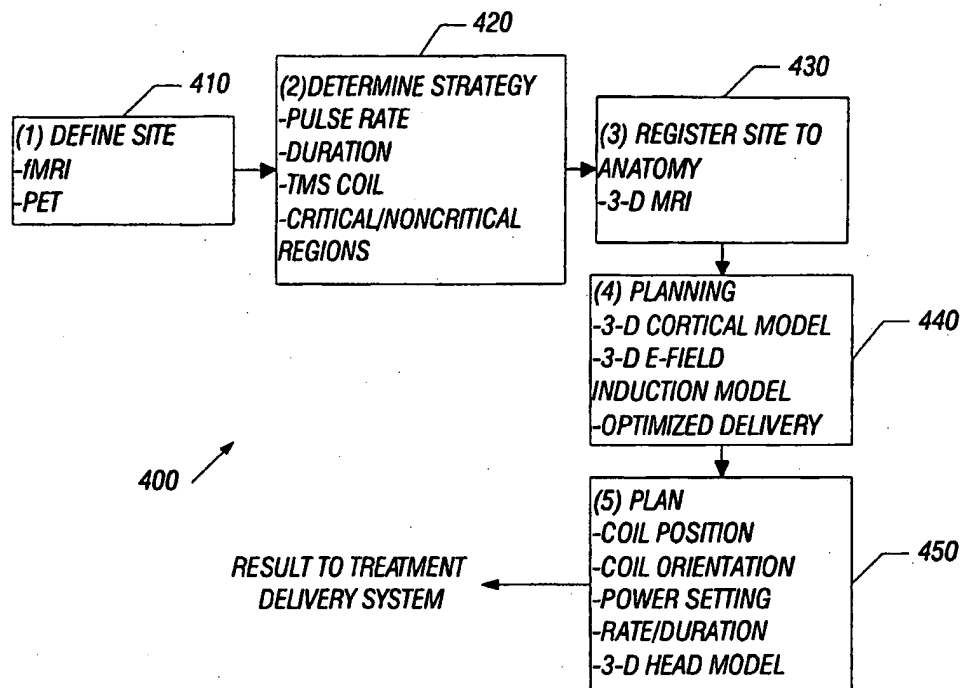 410
(1) DEFINE SITE
-fMRI
-PET
420
(2)DETERMINE STRATEGY
-PULSE RATE
-DURATION
-TMS COIL
-CRITICAL/NONCRITICAL
REGIONS
430
(3) REGISTER SITE TO
ANATOMY
-3-D MRI
440
(4) PLANNING
-3-D CORTICAL MODEL
-3-D E-FIELD
INDUCTION MODEL
-OPTIMIZED DELIVERY
450
(5) PLAN
-COIL POSITION
-COIL ORIENTATION
-POWER SETTING
-RATE/DURATION
-3-D HEAD MODEL
400
RESULT TO TREATMENT
DELIVERY SYSTEM